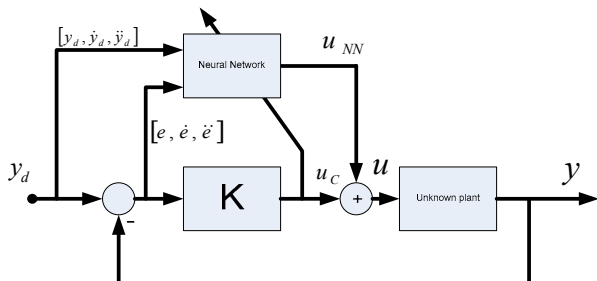 [y_d, ẏ_d, ÿ_d]
u_NN
Neural Network
[e, ė, ë]
y_d
K
u_C
+
u
Unknown plant
y
-